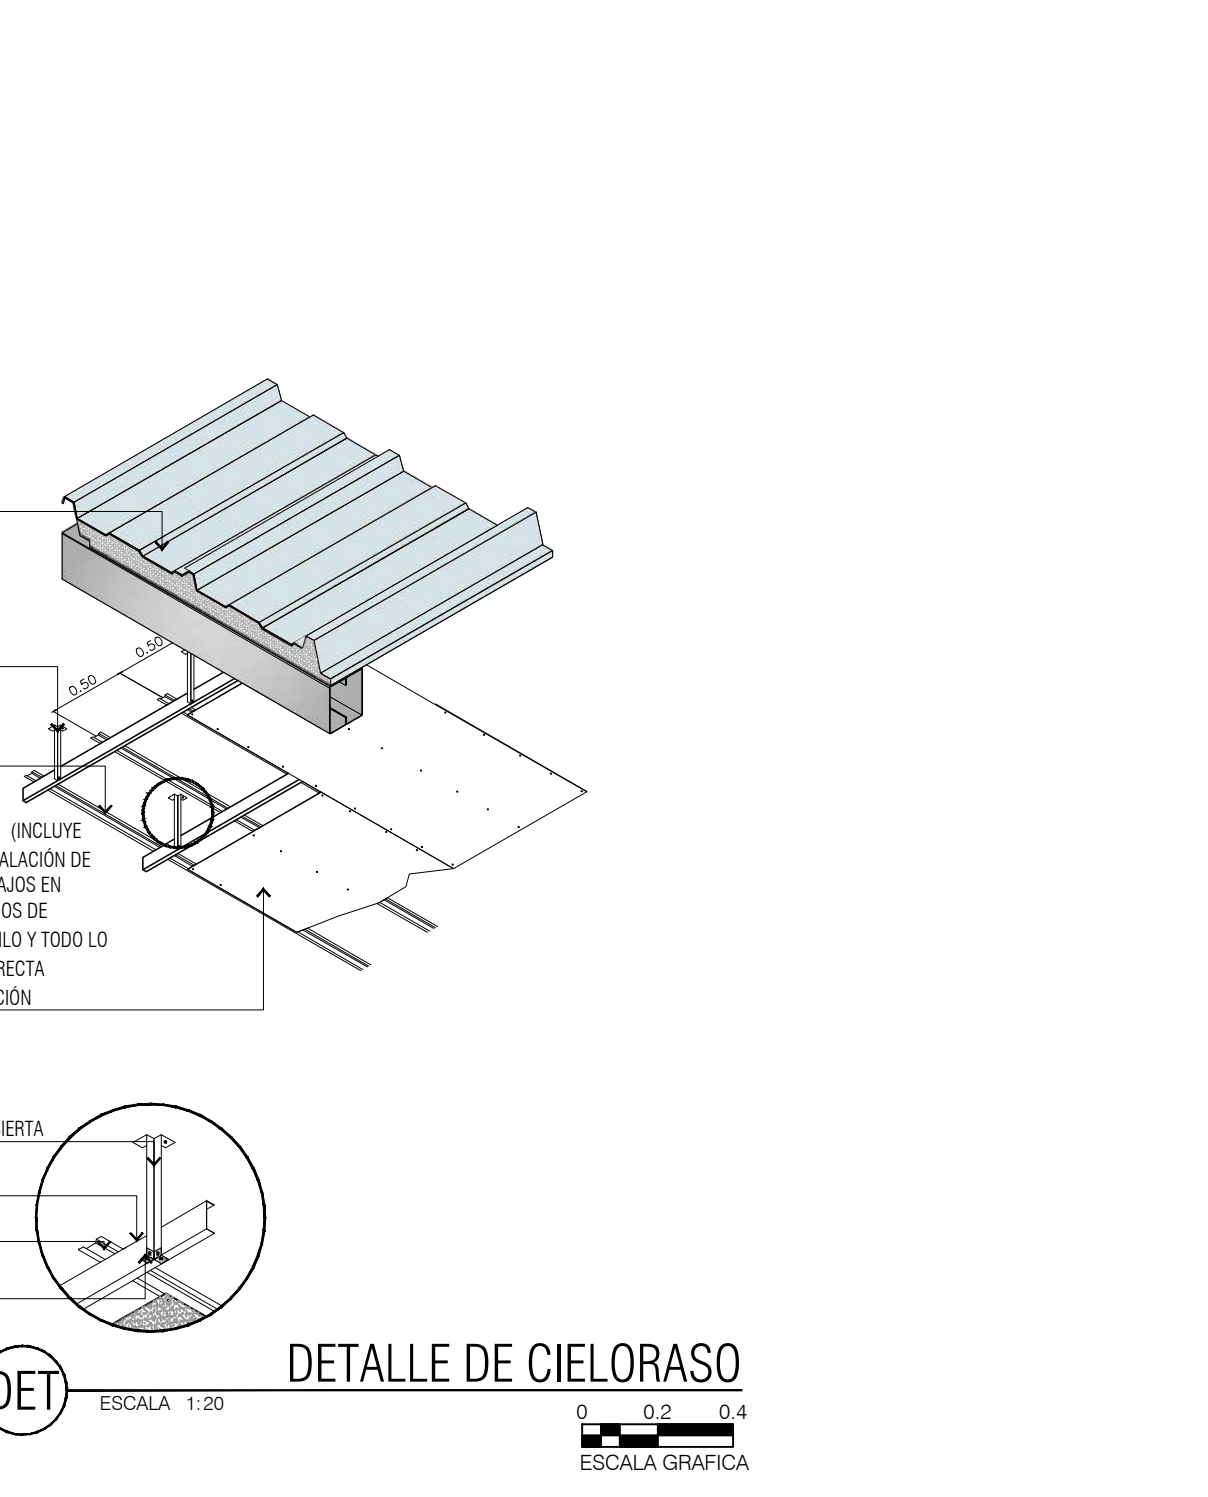 0.50
0.50
(INCLUYE
ALACIÓN DE
AJOS EN
OS DE
ILO Y TODO LO
RECTA
CIÓN
IERTA
DET
DETALLE DE CIELORASO
ESCALA 1:20
0 0.2 0.4
ESCALA GRAFICA